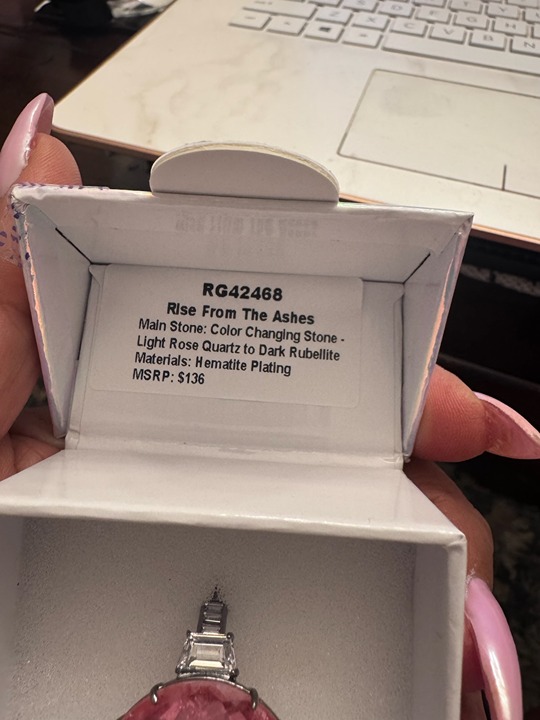 RG42468
Rise From The Ashes
Main Stone: Color Changing Stone -
Light Rose Quartz to Dark Rubellite
Materials: Hematite Plating
MSRP: $136